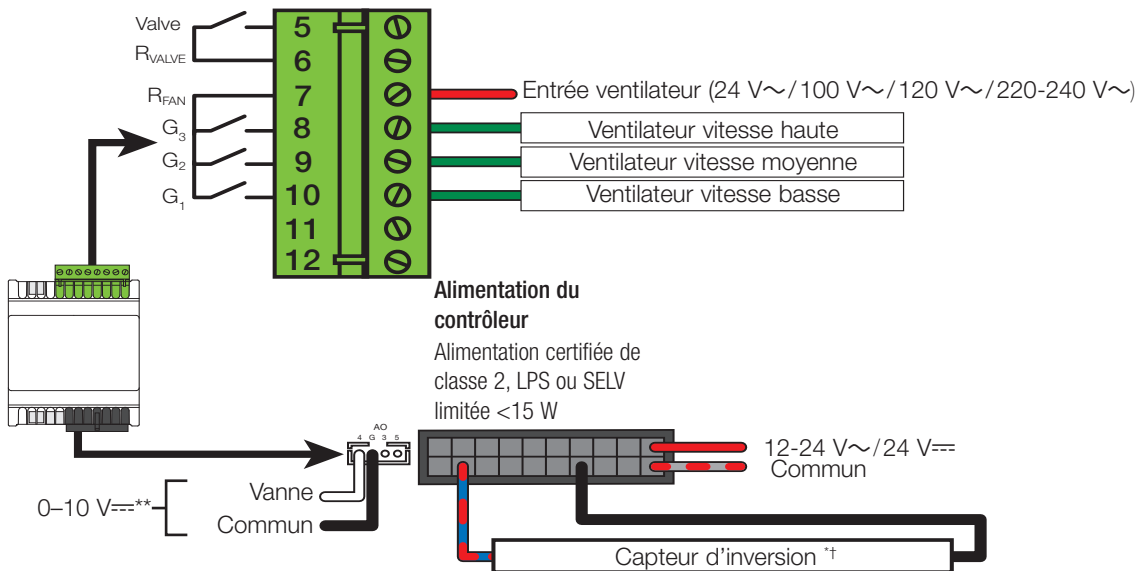 Valve
5
R_VALVE
6
R_FAN
7
Entrée ventilateur (24 V~/100 V~/120 V~/220-240 V~)
G3
8
Ventilateur vitesse haute
G2
9
Ventilateur vitesse moyenne
G1
10
Ventilateur vitesse basse
11
12
Alimentation du
contrôleur
Alimentation certifiée de
classe 2, LPS ou SELV
limitée <15 W
AO
4 G 3 5
12-24 V~/24 V⎓
Commun
Vanne
0–10 V⎓**
Commun
Capteur d’inversion *†